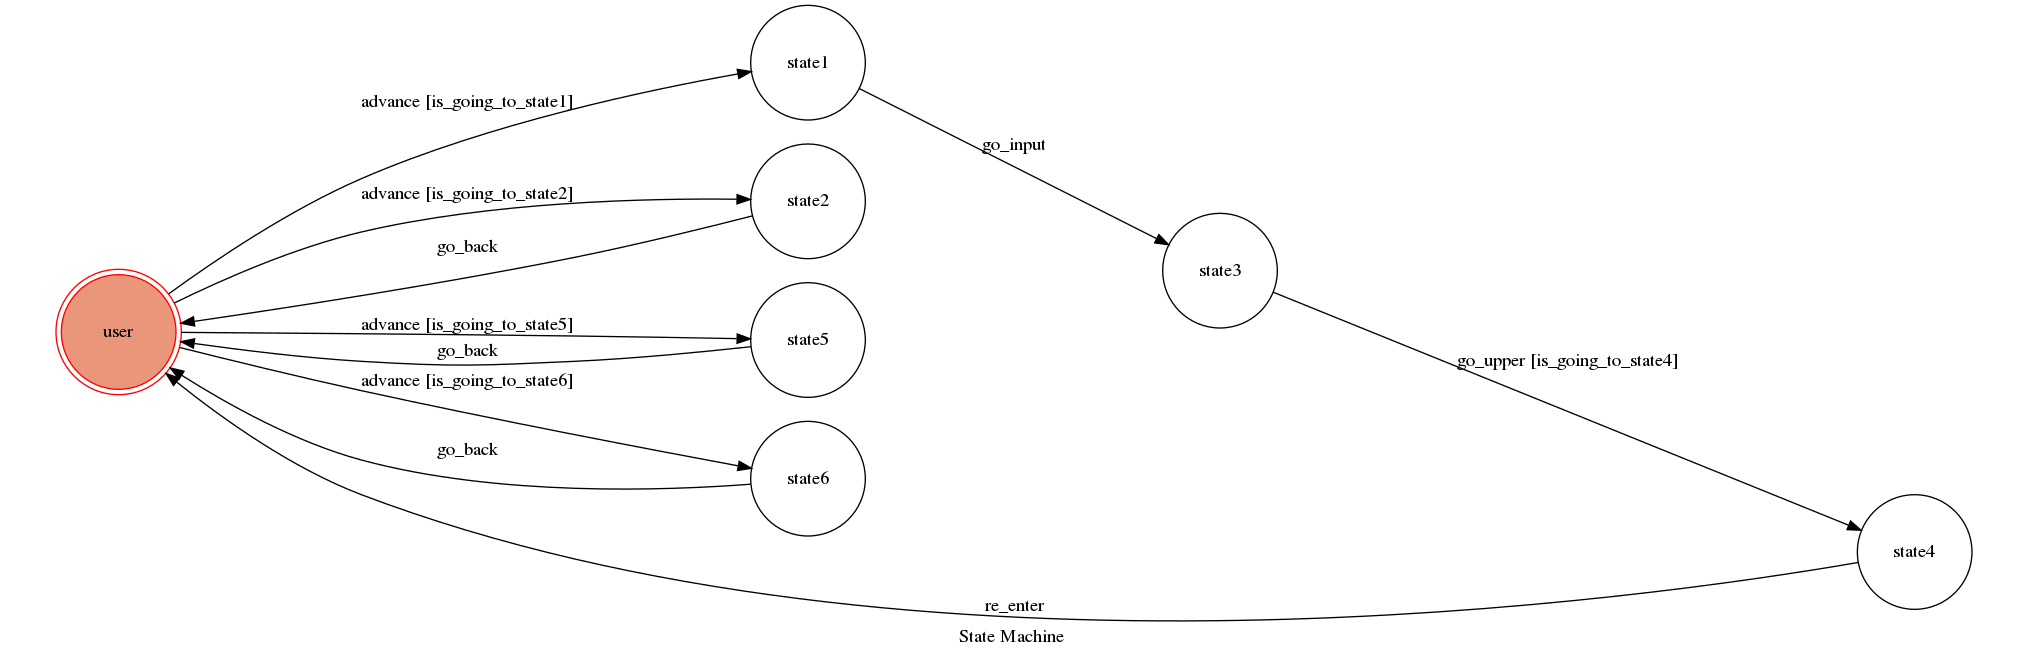 state1
advance [is_going_to_state1]
go_input
advance [is_going_to_state2]
state2
go_back
state3
advance [is_going_to_state5]
user
state5
go_back
go_upper [is_going_to_state4]
advance [is_going_to_state6]
go_back
state6
state4
re_enter
State Machine